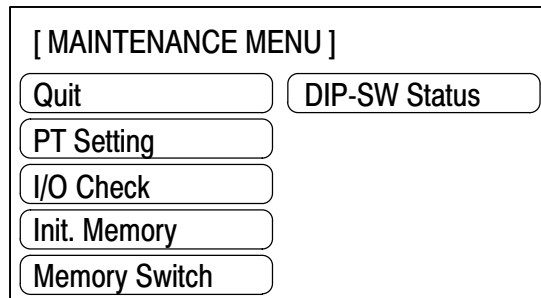 [ MAINTENANCE MENU ]
Quit
DIP-SW Status
PT Setting
I/O Check
Init. Memory
Memory Switch